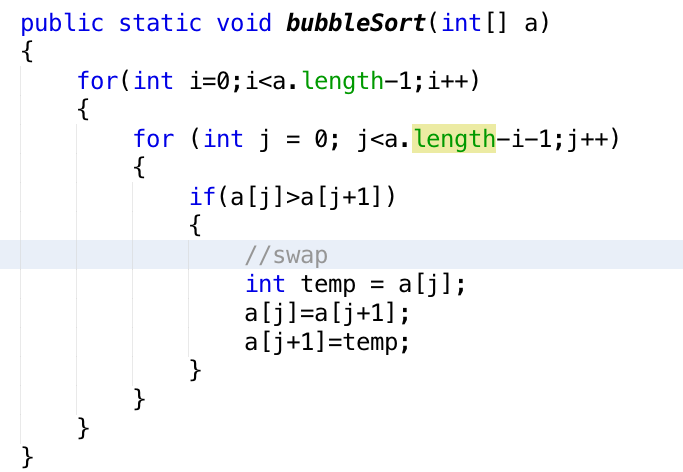 public static void bubbleSort(int[] a)
{
    for(int i=0;i<a.length-1;i++)
    {
        for (int j = 0; j<a.length-i-1;j++)
        {
            if(a[j]>a[j+1])
            {
                //swap
                int temp = a[j];
                a[j]=a[j+1];
                a[j+1]=temp;
            }
        }
    }
}